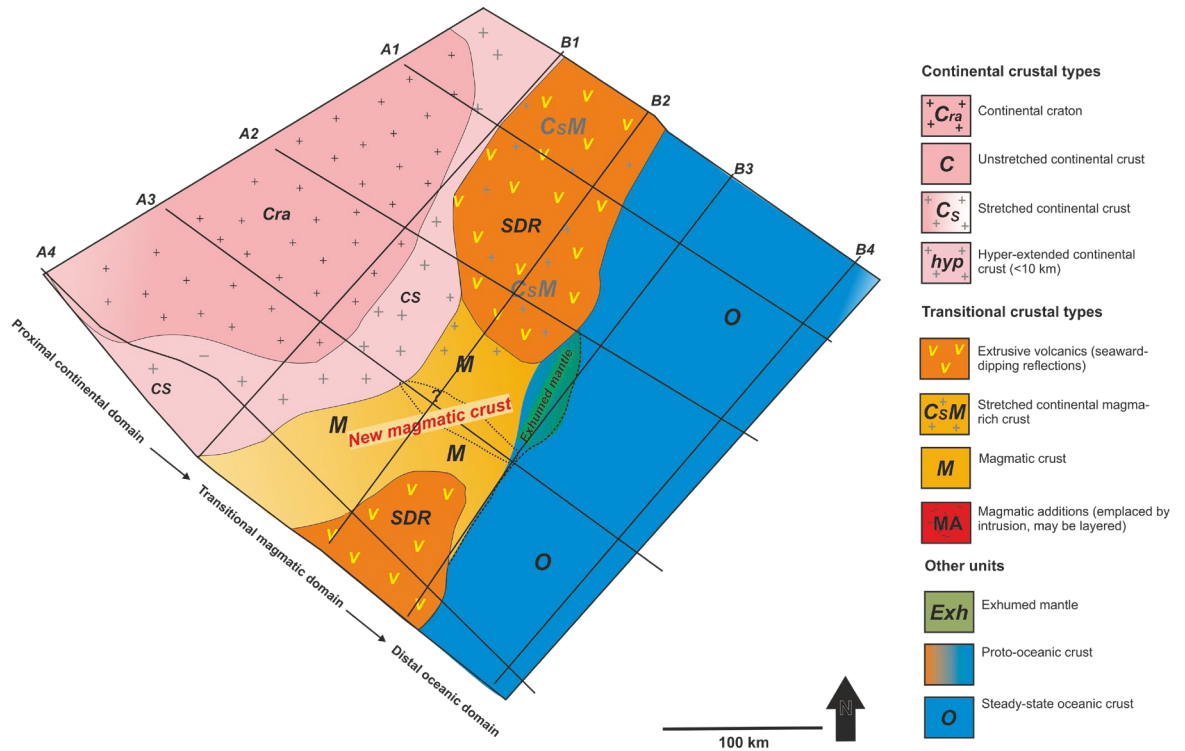 A1
B1
B2
A2
B3
A3
B4
A4
CsM
Cra
SDR
CS
CsM
O
M
CS
?
Exhumed mantle
M
New magmatic crust
M
SDR
O
Proximal continental domain
Transitional magmatic domain
Distal oceanic domain
100 km
N
Continental crustal types
Cra
Continental craton
C
Unstretched continental crust
Cs
Stretched continental crust
hyp
Hyper-extended continental
crust (<10 km)
Transitional crustal types
Extrusive volcanics (seaward-
dipping reflections)
CsM
Stretched continental magma-
rich crust
M
Magmatic crust
MA
Magmatic additions (emplaced by
intrusion, may be layered)
Other units
Exh
Exhumed mantle
Proto-oceanic crust
O
Steady-state oceanic crust